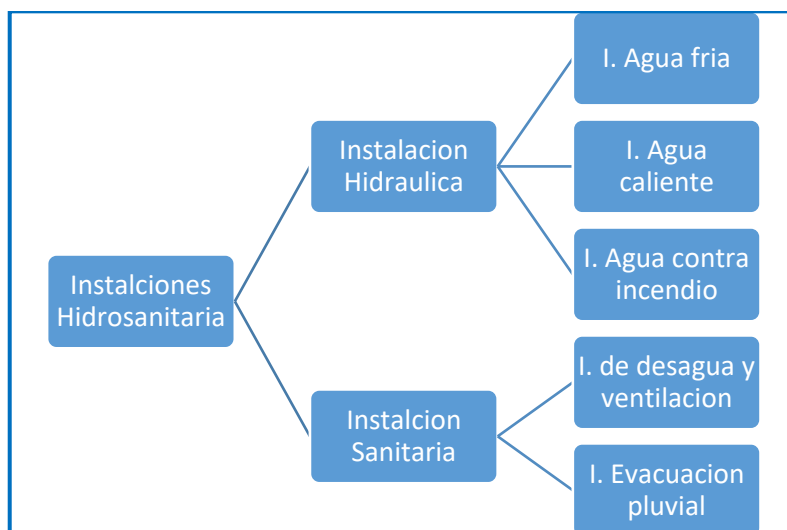 Instalciones
Hidrosanitaria
Instalacion
Hidraulica
I. Agua fria
I. Agua
caliente
I. Agua contra
incendio
Instalcion
Sanitaria
I. de desagua y
ventilacion
I. Evacuacion
pluvial